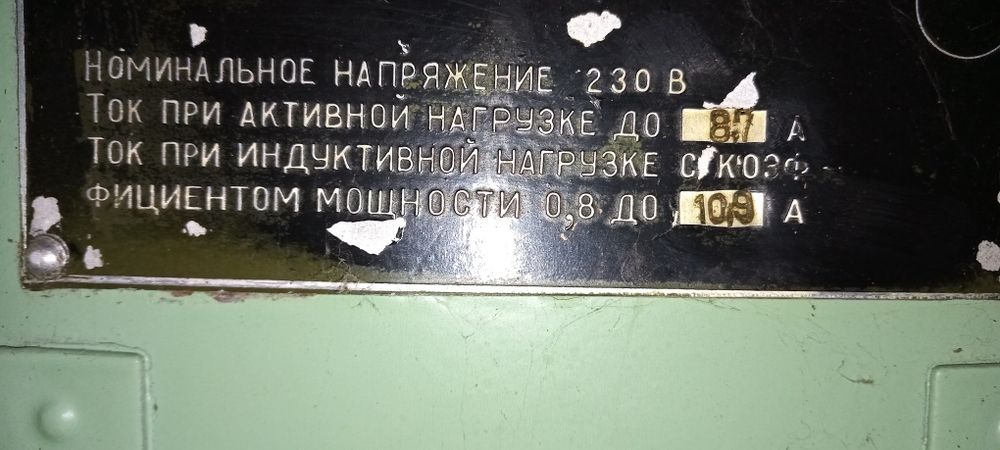 НОМИНАЛЬНОЕ НАПРЯЖЕНИЕ 230 В
ТОК ПРИ АКТИВНОЙ НАГРУЗКЕ ДО 8,7 А
ТОК ПРИ ИНДУКТИВНОЙ НАГРУЗКЕ С КОЭФ-
ФИЦИЕНТОМ МОЩНОСТИ 0,8 ДО 10,9 А